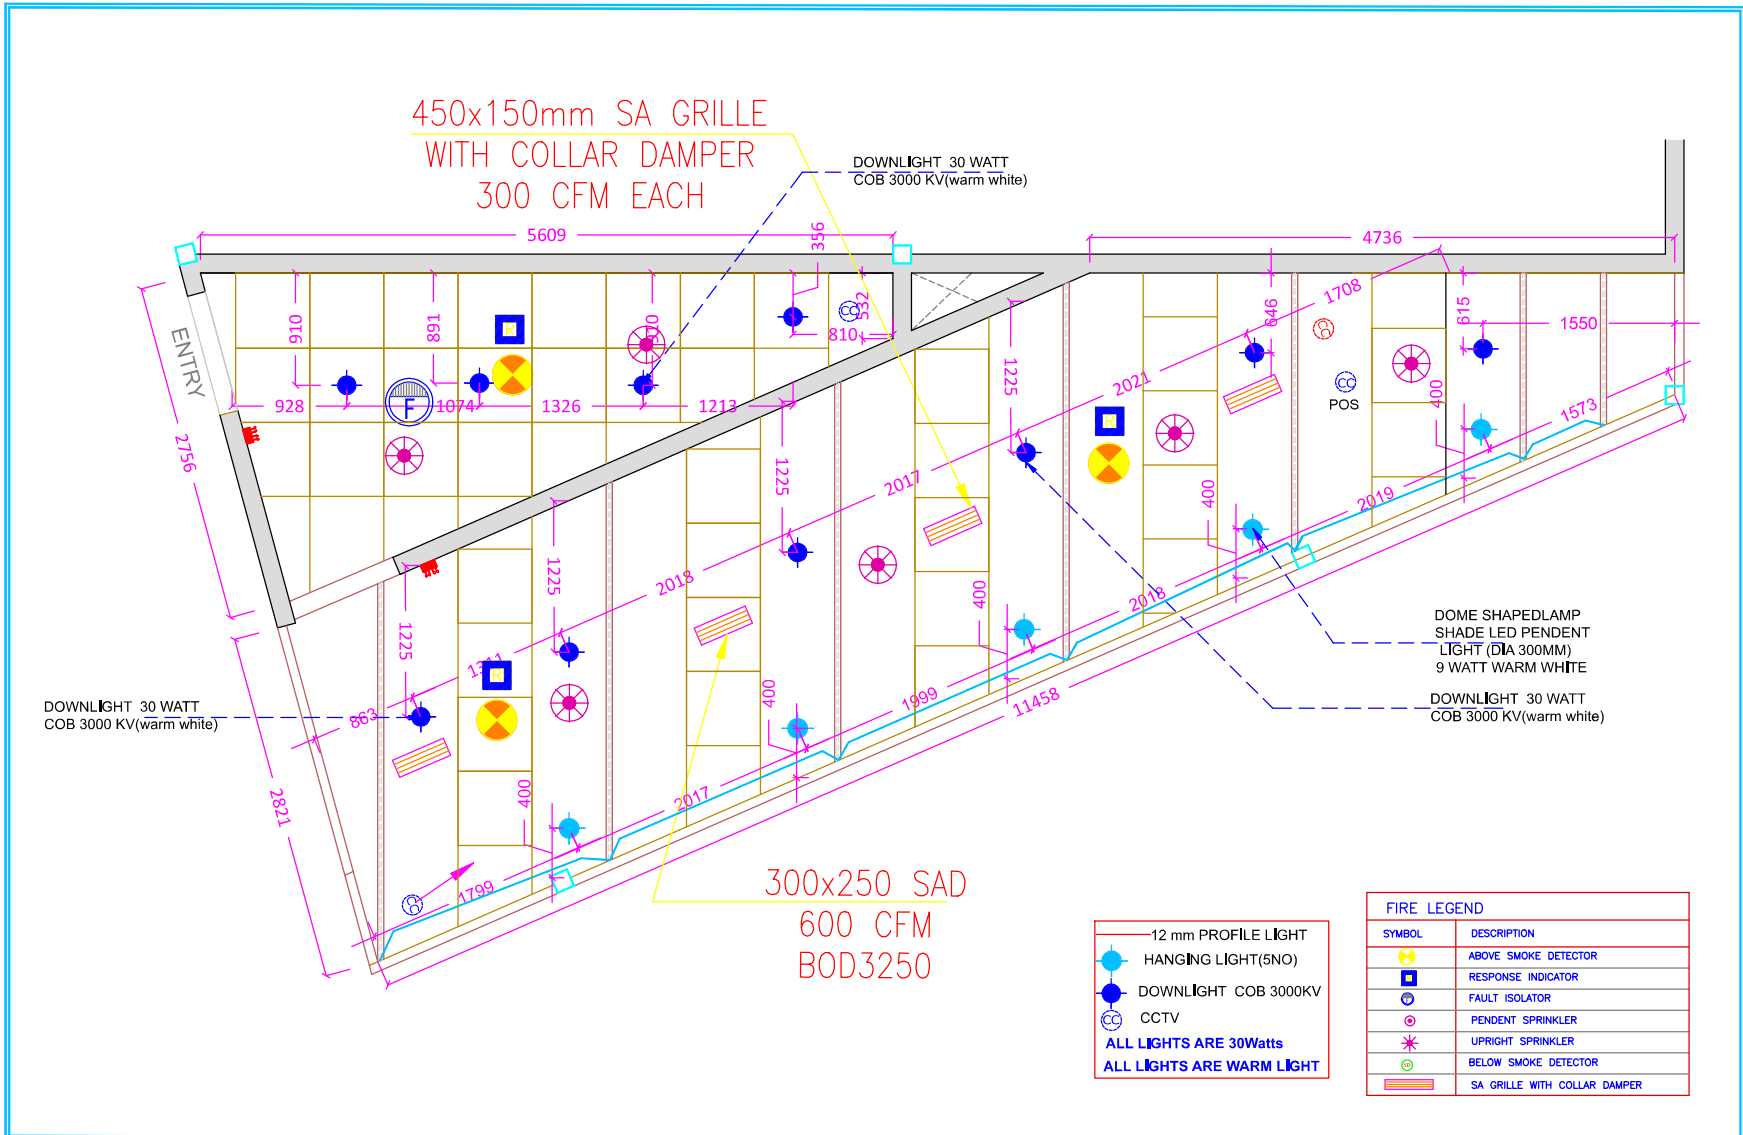 450x150mm SA GRILLE
WITH COLLAR DAMPER
300 CFM EACH
DOWNLIGHT 30 WATT
COB 3000 KV(warm white)
5609
356
4736
1708
532
810
910
891
646
615
1550
ENTRY
2756
928
1074
1326
1213
F
R
CC
CC
CC
POS
1225
2021
400
1573
R
1225
2017
400
2019
1225
2018
400
2018
1225
R
863
400
1999
11458
DOME SHAPEDLAMP
SHADE LED PENDENT
LIGHT (DIA 300MM)
9 WATT WARM WHITE
DOWNLIGHT 30 WATT
COB 3000 KV(warm white)
DOWNLIGHT 30 WATT
COB 3000 KV(warm white)
2821
400
2017
1799
CC
300x250 SAD
600 CFM
BOD3250
12 mm PROFILE LIGHT
HANGING LIGHT(5NO)
DOWNLIGHT COB 3000KV
CC CCTV
ALL LIGHTS ARE 30Watts
ALL LIGHTS ARE WARM LIGHT
FIRE LEGEND
SYMBOL DESCRIPTION
ABOVE SMOKE DETECTOR
RESPONSE INDICATOR
FAULT ISOLATOR
PENDENT SPRINKLER
UPRIGHT SPRINKLER
SD BELOW SMOKE DETECTOR
SA GRILLE WITH COLLAR DAMPER